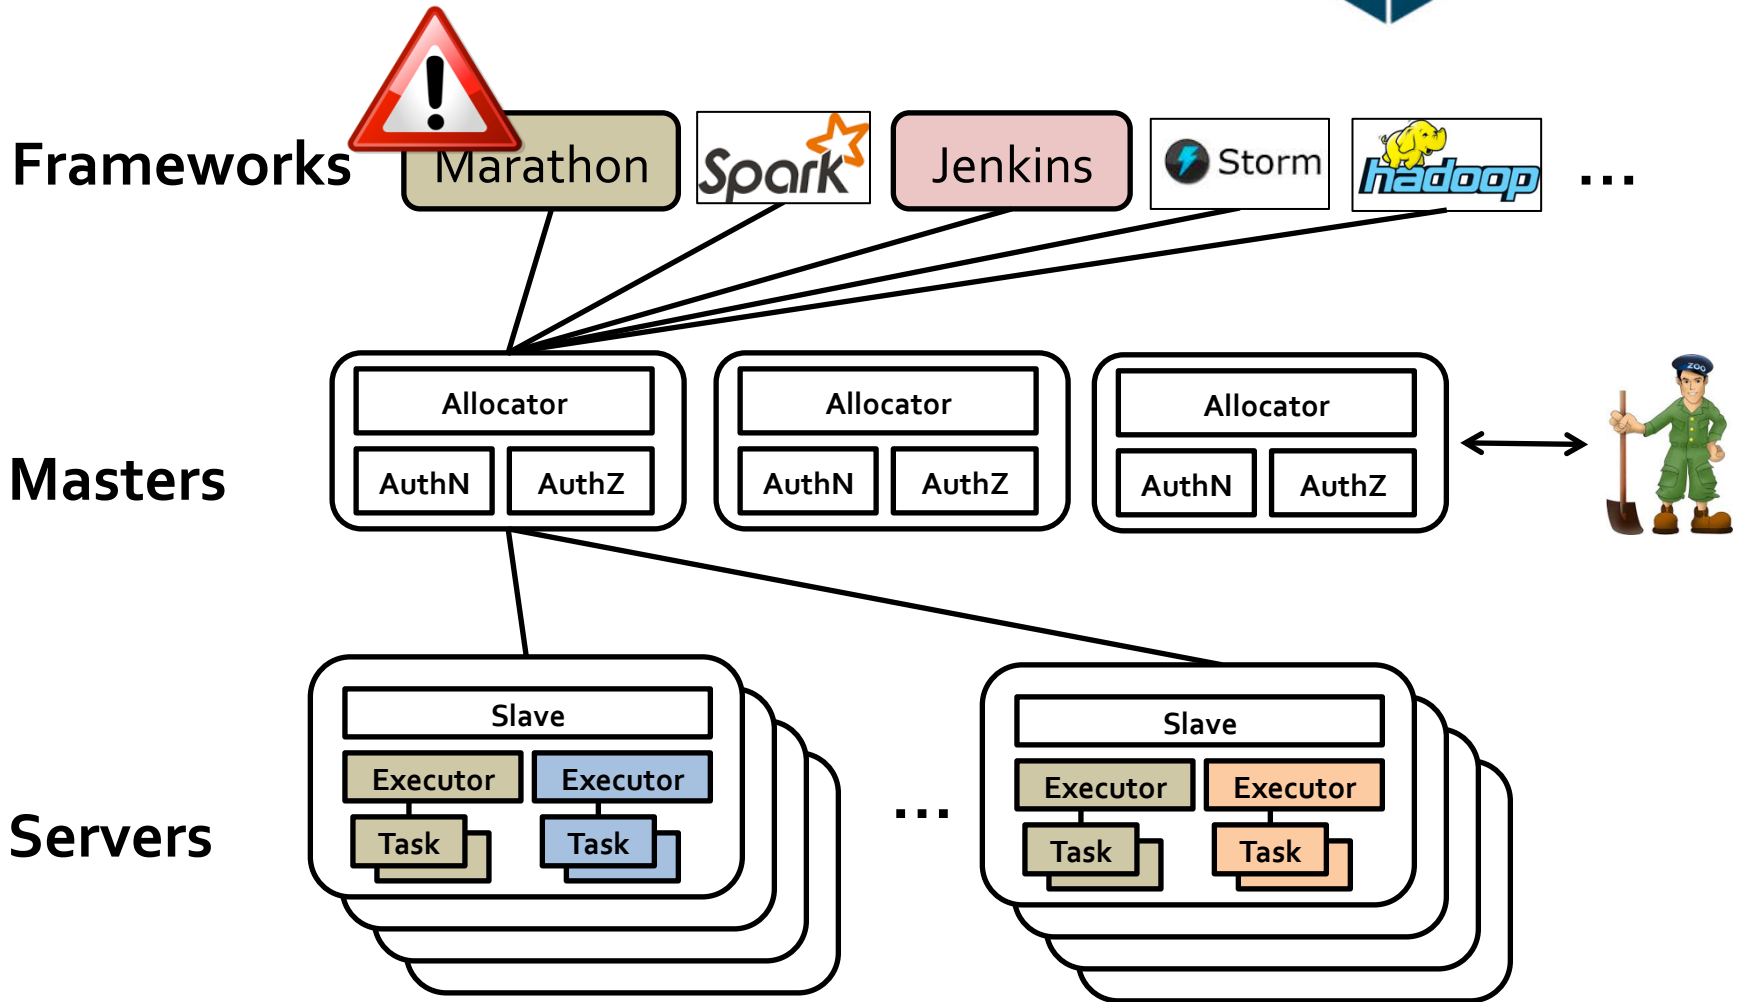 Frameworks
!
Marathon
Spark
Jenkins
Storm
hadoop
...
Masters
Allocator
AuthN
AuthZ
Allocator
AuthN
AuthZ
Allocator
AuthN
AuthZ
ZOO
Servers
Slave
Executor
Executor
Task
Task
...
Slave
Executor
Executor
Task
Task